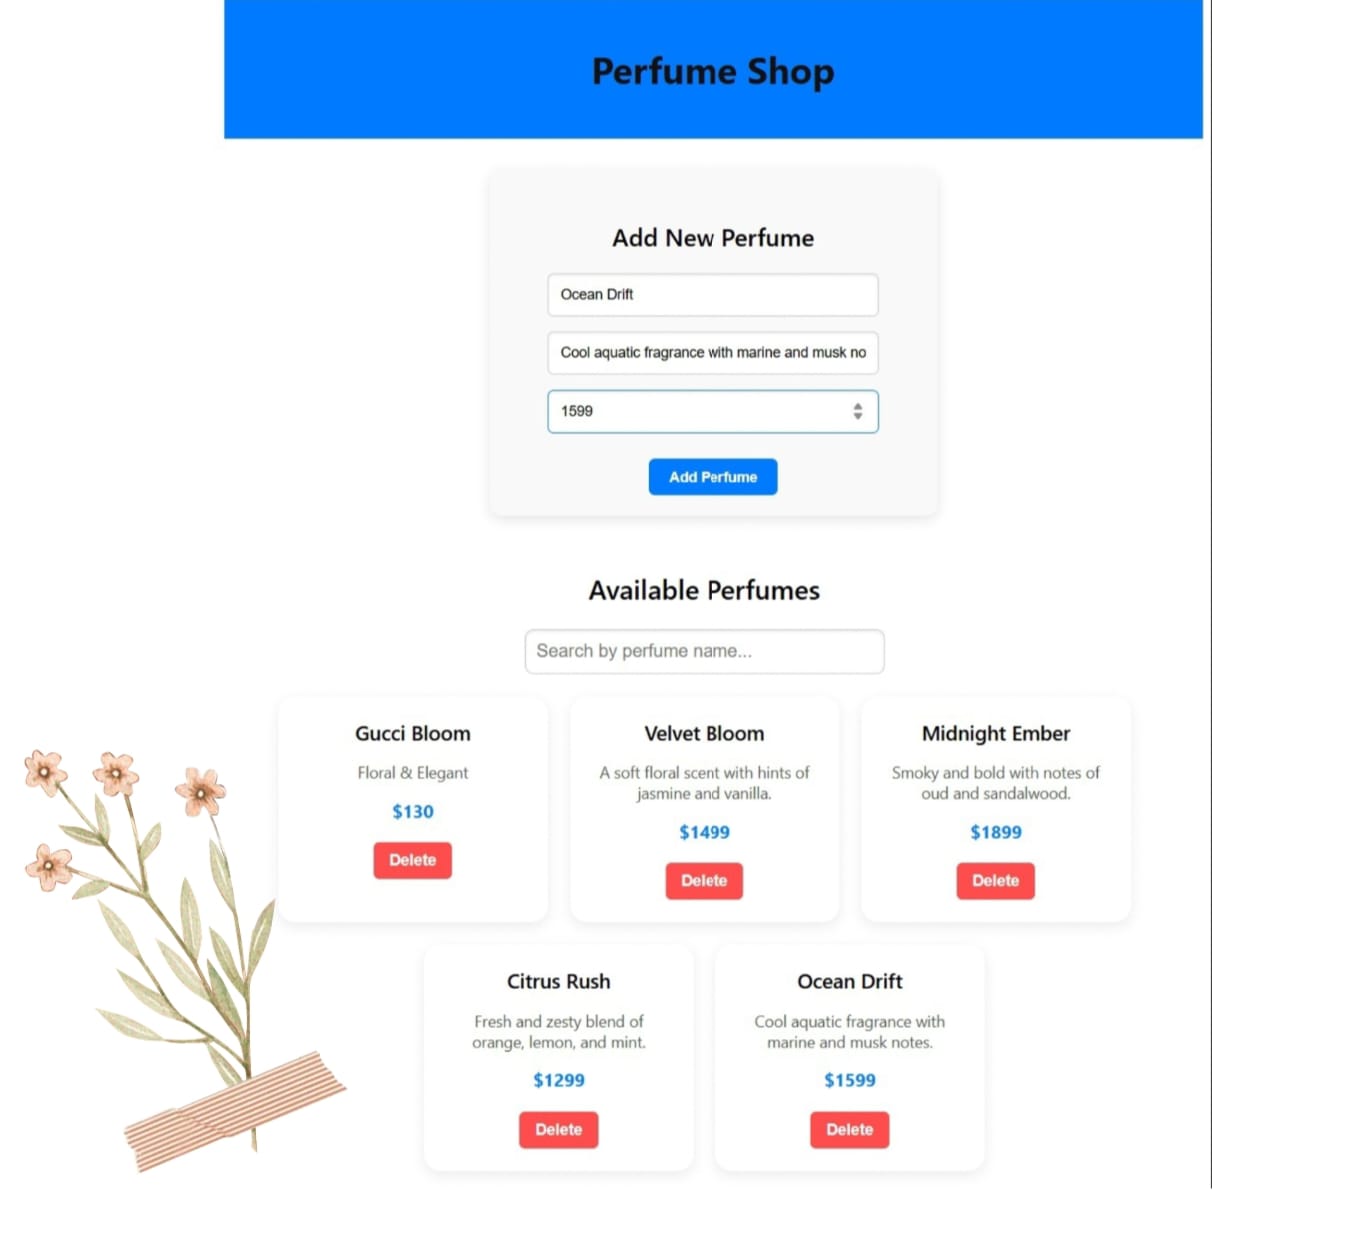 Perfume Shop
Add New Perfume
Ocean Drift
Cool aquatic fragrance with marine and musk no
1599
Add Perfume
Available Perfumes
Search by perfume name...
Gucci Bloom
Floral & Elegant
$130
Delete
Velvet Bloom
A soft floral scent with hints of
jasmine and vanilla.
$1499
Delete
Midnight Ember
Smoky and bold with notes of
oud and sandalwood.
$1899
Delete
Citrus Rush
Fresh and zesty blend of
orange, lemon, and mint.
$1299
Delete
Ocean Drift
Cool aquatic fragrance with
marine and musk notes.
$1599
Delete